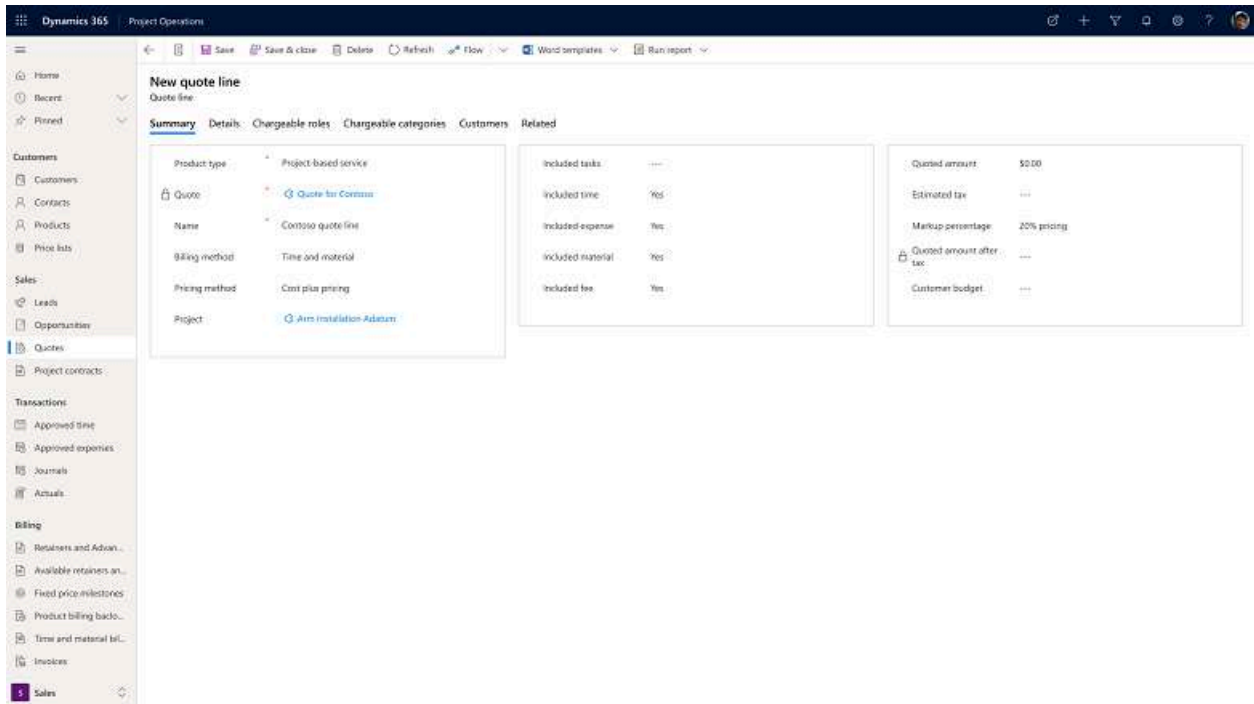 Dynamics 365 Project Operations
Save Save & close Delete Refresh Flow Word templates Run report
Home
Recent
Pinned
Customers
Customers
Contacts
Products
Price lists
Sales
Leads
Opportunities
Quotes
Project contracts
Transactions
Approved time
Approved expenses
Journals
Actuals
Billing
Retainers and Advan...
Available retainers an...
Fixed price milestones
Product billing backlo...
Time and material bil...
Invoices
S Sales
New quote line
Quote line
Summary Details Chargeable roles Chargeable categories Customers Related
Product type * Project-based service
Quote * Quote for Contoso
Name * Contoso quote line
Billing method Time and material
Pricing method Cost plus pricing
Project Arm Installation Adatum
Included tasks ---
Included time Yes
Included expense Yes
Included material Yes
Included fee Yes
Quoted amount $0.00
Estimated tax ---
Markup percentage 20% pricing
Quoted amount after
tax ---
Customer budget ---